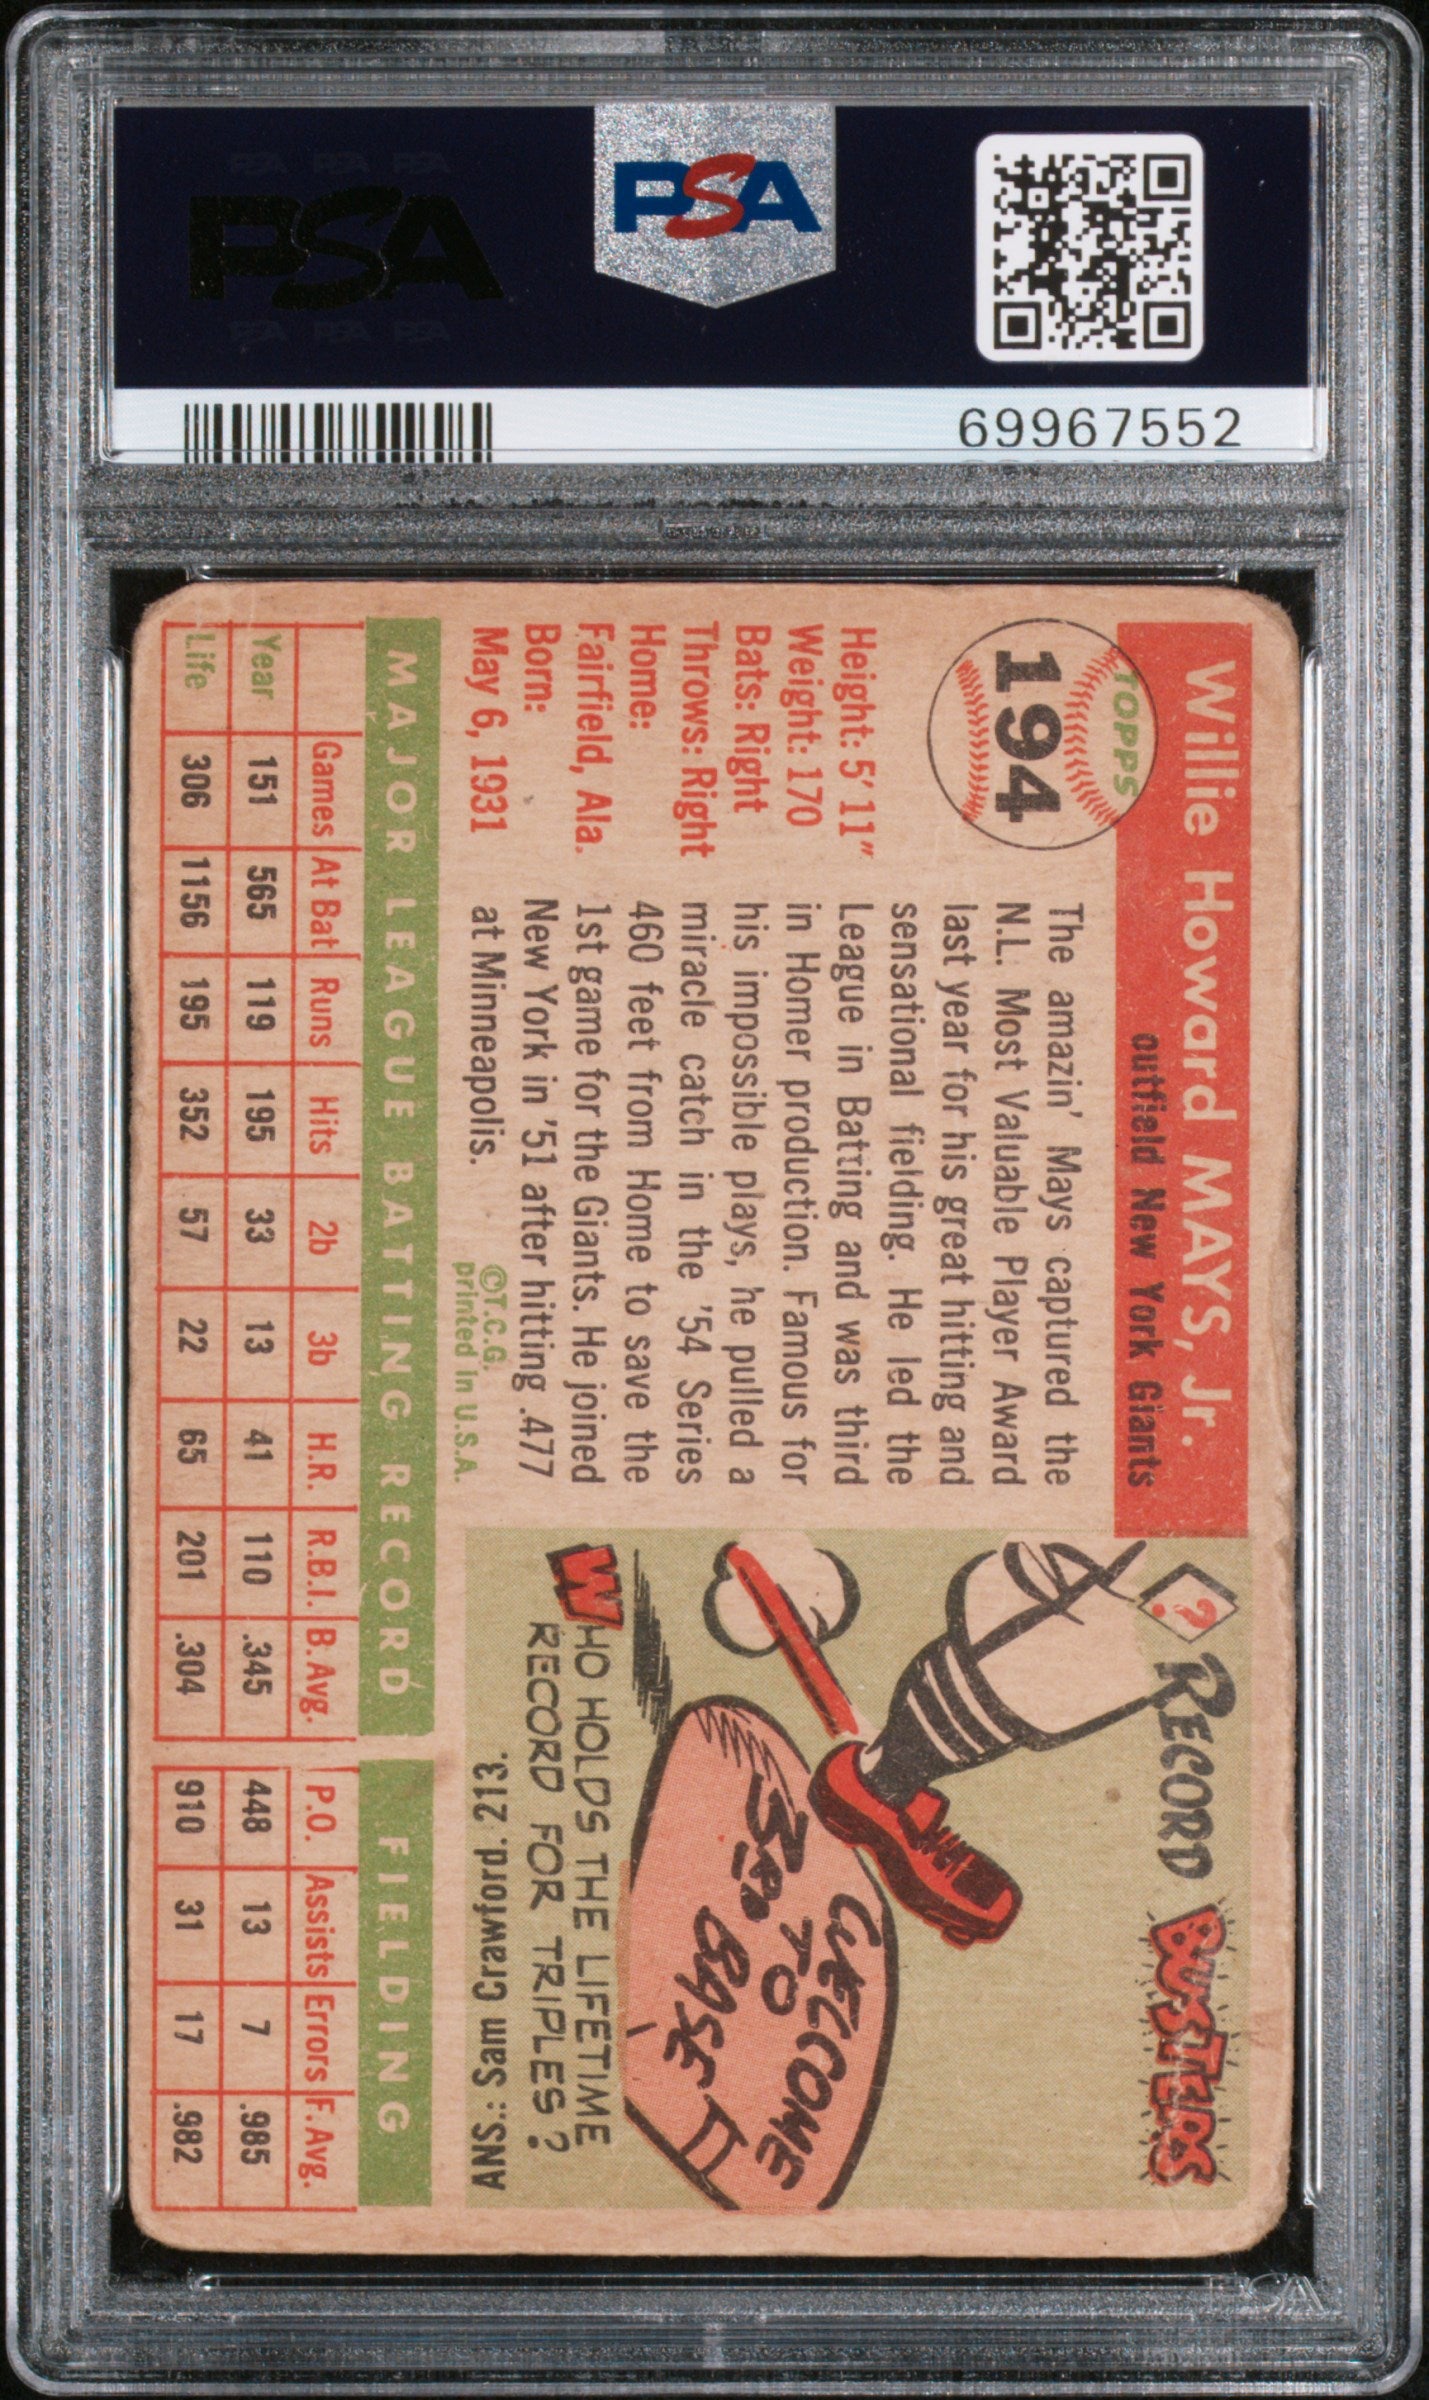 PSA PSA PSA
PSA
PSA PSA PSA
PSA
69967552
Willie Howard MAYS, Jr.
outfield New York Giants
TOPPS
194
Height: 5'11"
Weight: 170
Bats: Right
Throws: Right
Home:
Fairfield, Ala.
Born:
May 6, 1931
The amazin' Mays captured the
N.L. Most Valuable Player Award
last year for his great hitting and
sensational fielding. He led the
League in Batting and was third
in Homer production. Famous for
his impossible plays, he pulled a
miracle catch in the '54 Series
460 feet from Home to save the
1st game for the Giants. He joined
New York in '51 after hitting .477
at Minneapolis.
©T.C.G.
printed in U.S.A.
? RECORD BUSTERS
WELCOME
TO
3RD BASE
WHO HOLDS THE LIFETIME
RECORD FOR TRIPLES?
ANS.: Sam Crawford. 213.
MAJOR LEAGUE BATTING RECORD FIELDING
Games At Bat Runs Hits 2b 3b H.R. R.B.I. B. Avg. P.O. Assists Errors F. Avg.
Year 151 565 119 195 33 13 41 110 .345 448 13 7 .985
Life 306 1156 195 352 57 22 65 201 .304 910 31 17 .982
PSA